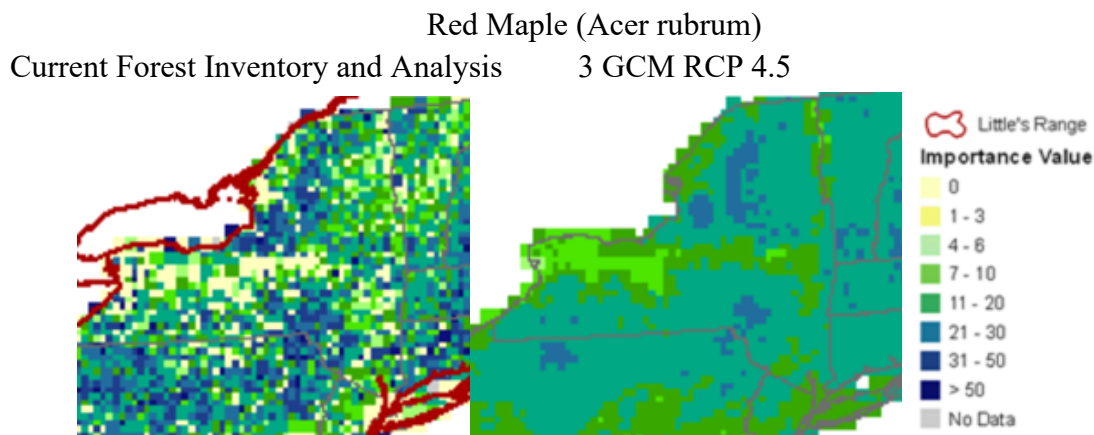 Red Maple (Acer rubrum)
Current Forest Inventory and Analysis
3 GCM RCP 4.5
Little's Range
Importance Value
0
1 - 3
4 - 6
7 - 10
11 - 20
21 - 30
31 - 50
> 50
No Data